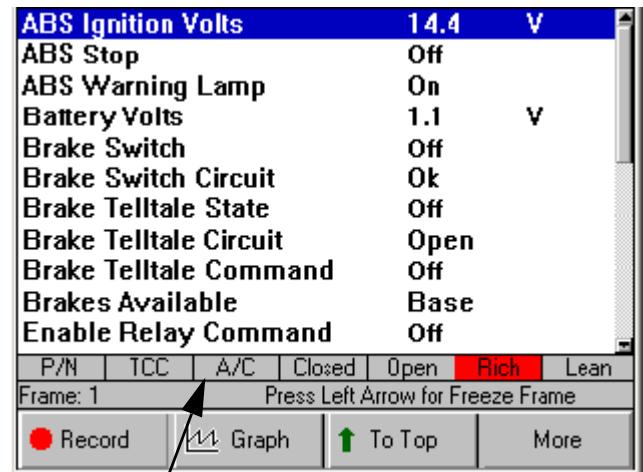 ABS Ignition Volts 14.4 V
ABS Stop Off
ABS Warning Lamp On
Battery Volts 1.1 V
Brake Switch Off
Brake Switch Circuit Ok
Brake Telltale State Off
Brake Telltale Circuit Open
Brake Telltale Command Off
Brakes Available Base
Enable Relay Command Off
P/N TCC A/C Closed Open Rich Lean
Frame: 1 Press Left Arrow for Freeze Frame
Record Graph To Top More